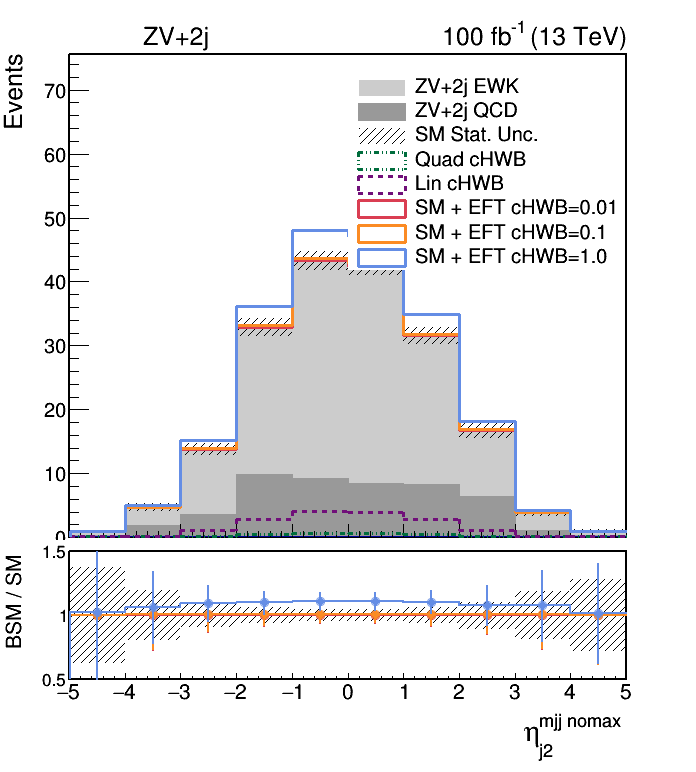 ZV+2j 100 fb⁻¹ (13 TeV)
Events
70
60
50
40
30
20
10
0
ZV+2j EWK
ZV+2j QCD
SM Stat. Unc.
Quad cHWB
Lin cHWB
SM + EFT cHWB=0.01
SM + EFT cHWB=0.1
SM + EFT cHWB=1.0
BSM / SM
1.5
1
0.5
−5 −4 −3 −2 −1 0 1 2 3 4 5
η j2 mjj nomax